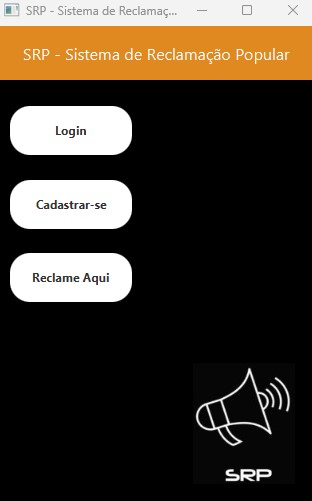 SRP - Sistema de Reclamaç...
SRP - Sistema de Reclamação Popular
Login
Cadastrar-se
Reclame Aqui
SRP